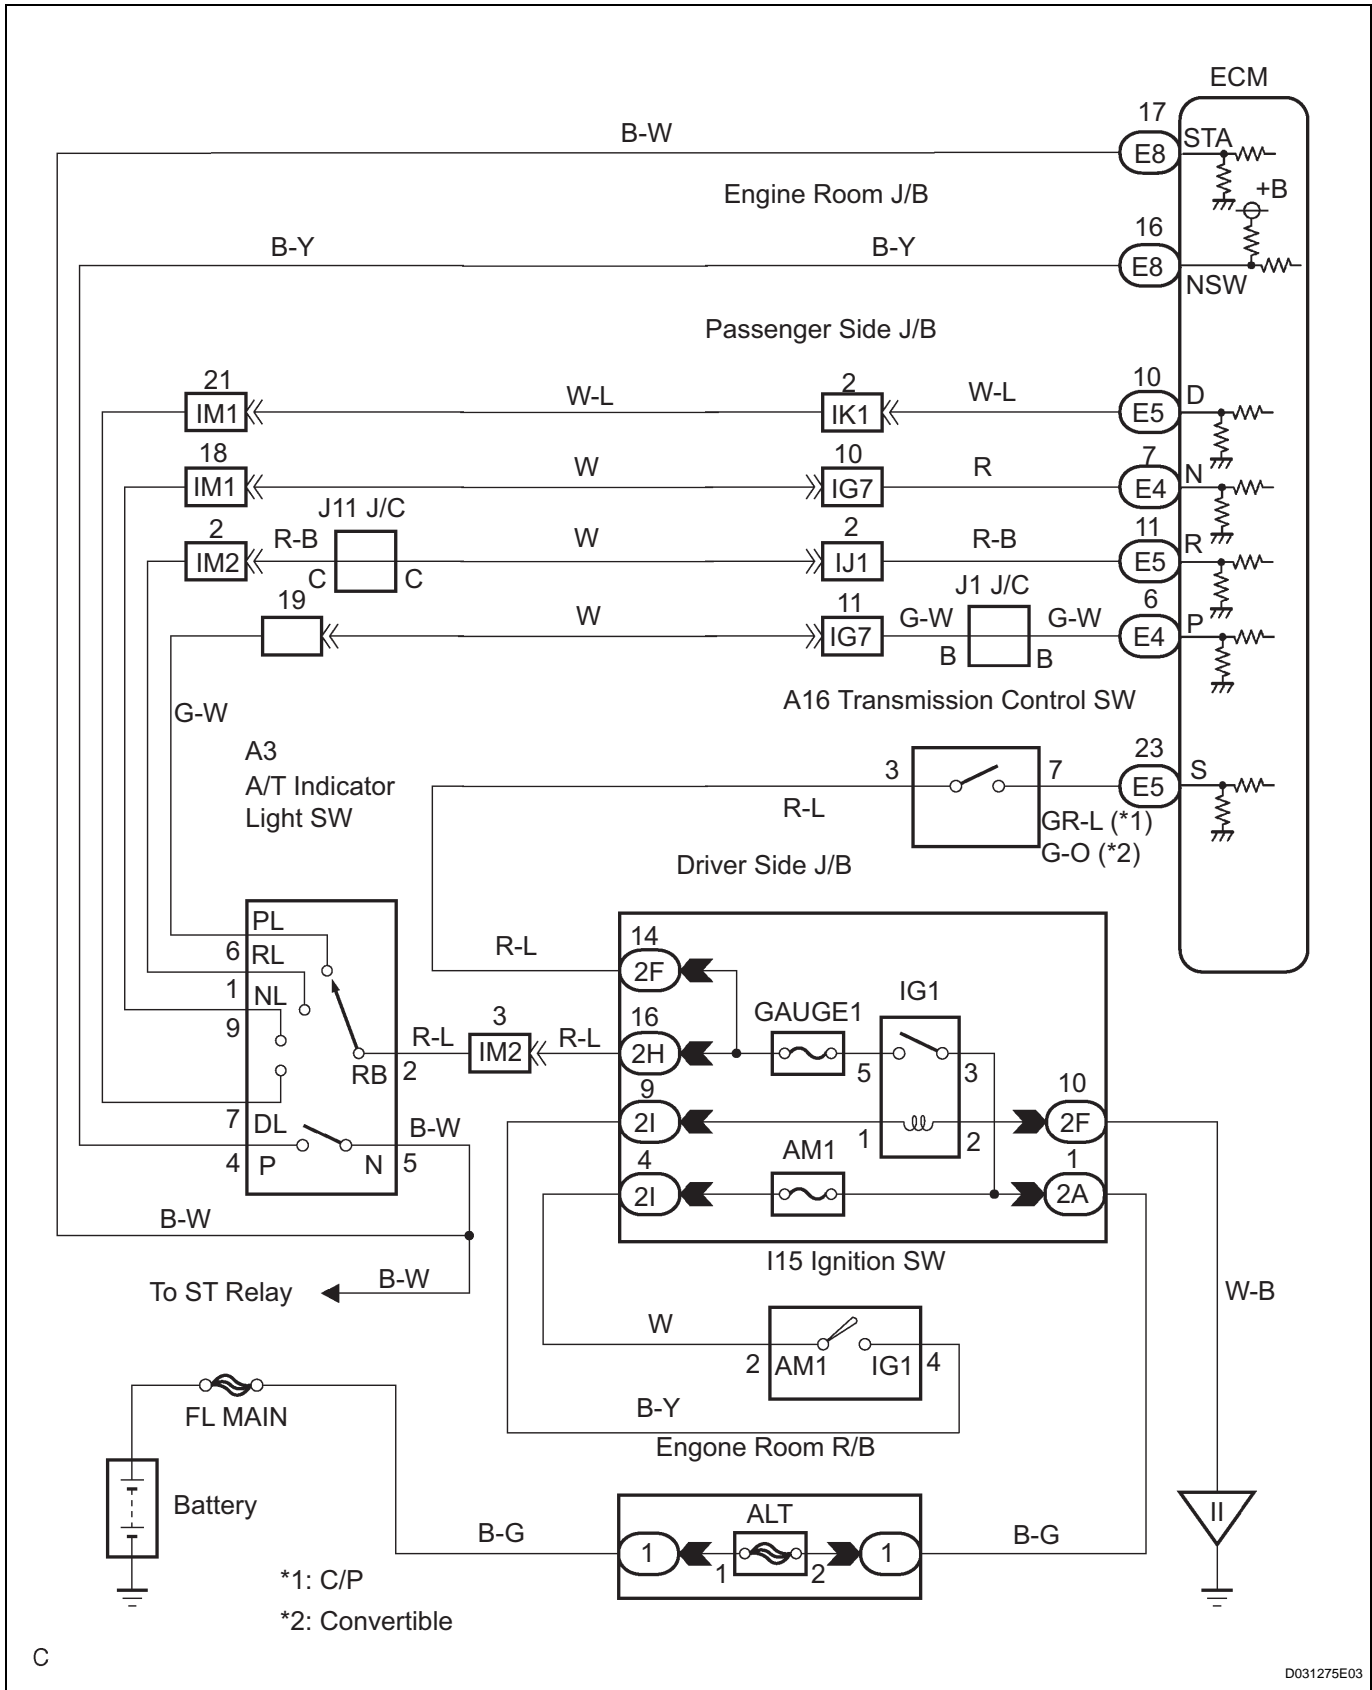 ECM
17
B-W
E8
STA
Engine Room J/B
+B
16
B-Y
B-Y
E8
NSW
Passenger Side J/B
21
IM1
W-L
2
IK1
W-L
10
E5
D
18
IM1
W
10
IG7
R
7
E4
N
J11 J/C
2
IM2
R-B
C
C
W
2
IJ1
R-B
11
E5
R
J1 J/C
19
W
11
IG7
G-W
B
B
G-W
6
E4
P
G-W
A16 Transmission Control SW
A3
A/T Indicator
Light SW
3
7
23
E5
S
R-L
GR-L (*1)
G-O (*2)
Driver Side J/B
PL
6
RL
1
NL
9
RB
2
7
DL
4
P
N
5
R-L
3
IM2
R-L
B-W
R-L
14
2F
16
2H
GAUGE1
IG1
5
3
9
2I
1
2
10
2F
4
2I
AM1
1
2A
B-W
I15 Ignition SW
To ST Relay
B-W
W-B
W
2
AM1
IG1
4
B-Y
FL MAIN
Engone Room R/B
Battery
B-G
1
1
ALT
2
1
B-G
II
*1: C/P
*2: Convertible
C
D031275E03